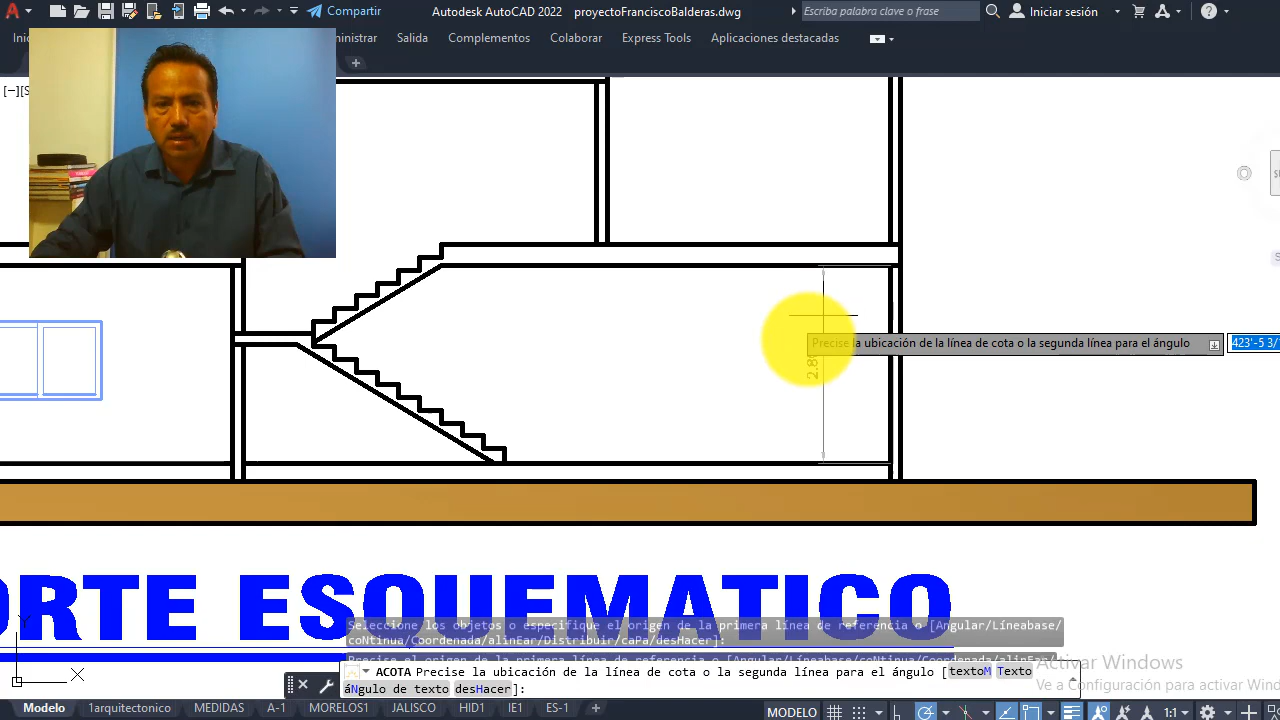 Compartir
Autodesk AutoCAD 2022 proyectoFranciscoBalderas.dwg
Escriba palabra clave o frase
Iniciar sesión
Salida
Complementos
Colaborar
Express Tools
Aplicaciones destacadas
Precise la ubicación de la línea de cota o la segunda línea para el ángulo
ORTE ESQUEMATICO
Seleccione los objetos o especifique el origen de la primera línea de referencia o [Angular/Líneabase/
coNtinua/Coordenada/alinEar/Distribuir/caPa/desHacer]:
ACOTA Precise la ubicación de la línea de cota o la segunda línea para el ángulo [textoM Texto
áNgulo de texto desHacer]:
Activar Windows
Ve a Configuración para activar Wind
Y
X
Modelo
1arquitectonico
MEDIDAS
A-1
MORELOS1
JALISCO
HID1
IE1
ES-1
MODELO
1:1